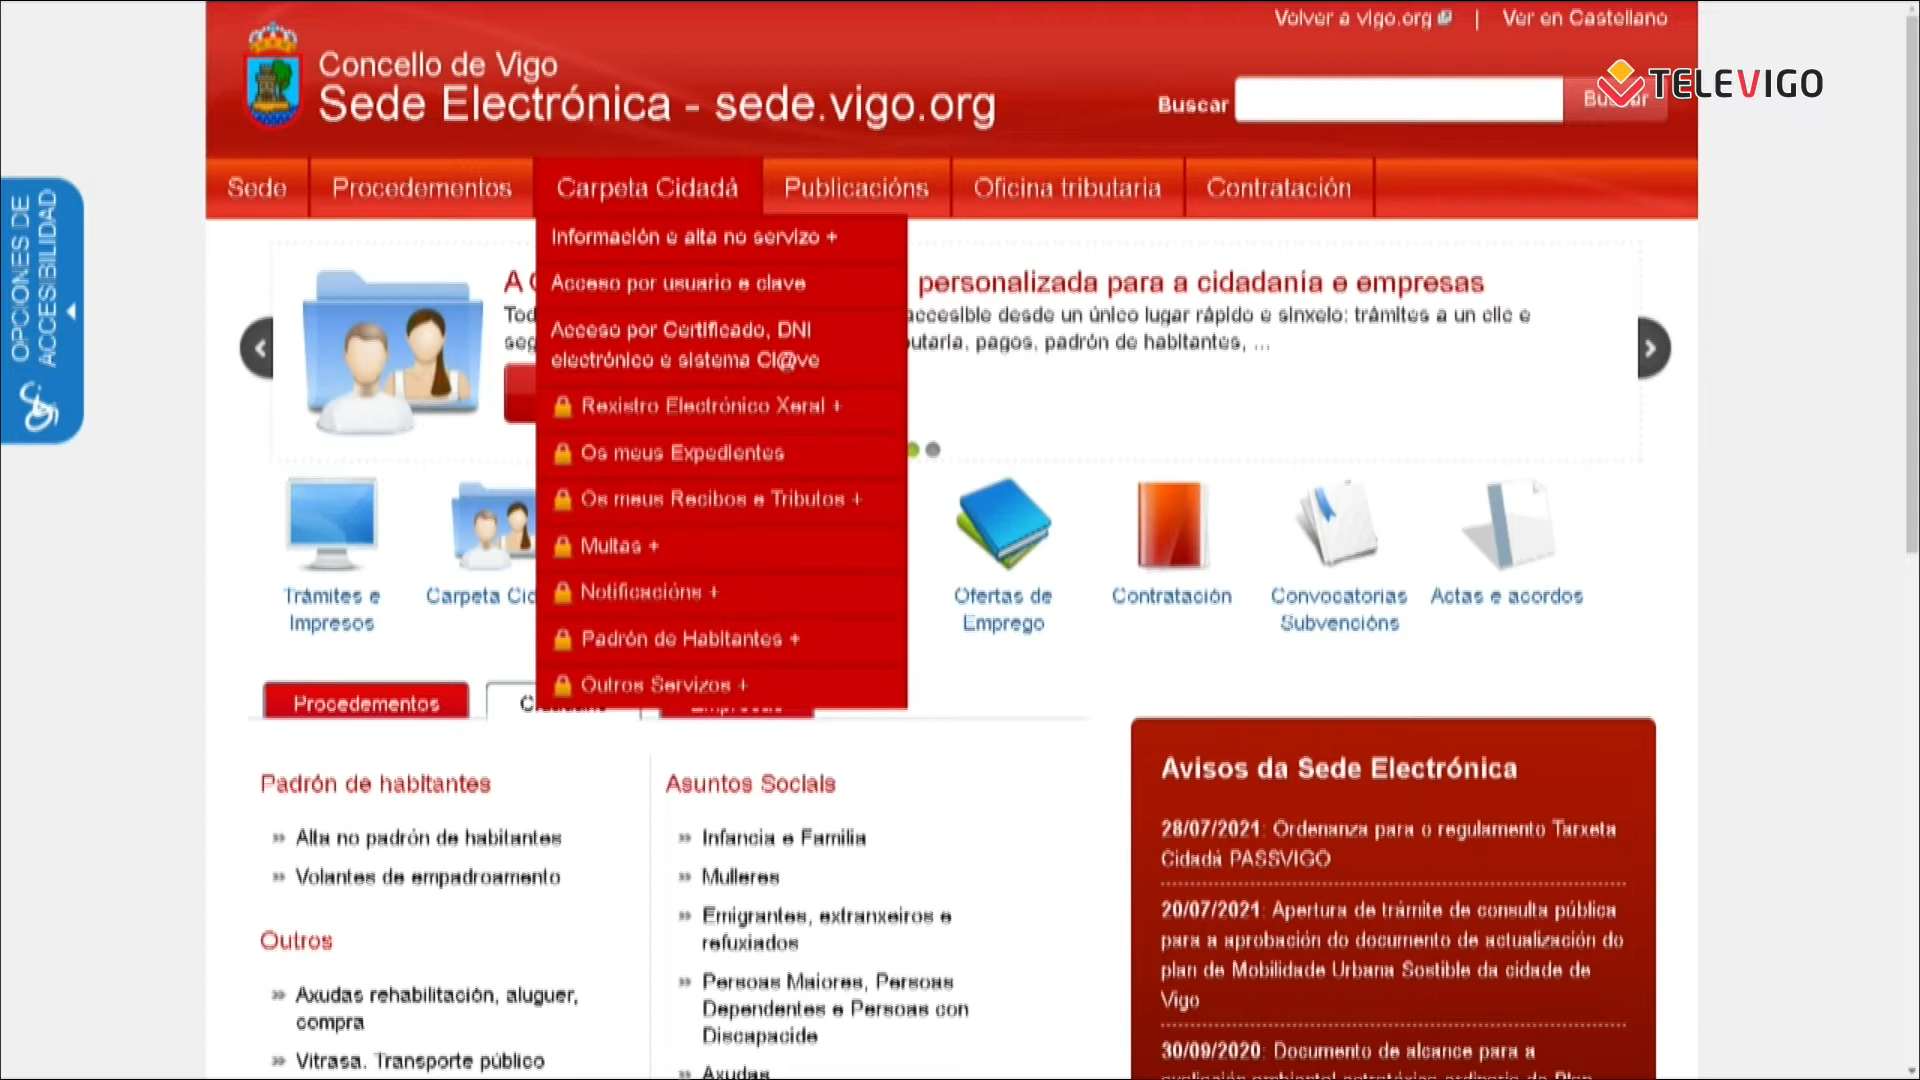 Volver a vigo.org | Ver en Castellano
Concello de Vigo
Sede Electrónica - sede.vigo.org
Buscar
TELEVIGO
Sede
Procedementos
Carpeta Cidadá
Publicacións
Oficina tributaria
Contratación
OPCIONES DE
ACCESIBILIDAD
Información e alta no servizo +
Acceso por usuario e clave
Acceso por Certificado, DNI
electrónico e sistema Cl@ve
Rexistro Electrónico Xeral +
Os meus Expedientes
Os meus Recibos e Tributos +
Multas +
Notificacións +
Padrón de Habitantes +
Outros Servizos +
A
personalizada para a cidadanía e empresas
accesible desde un único lugar rápido e sinxelo: trámites a un clic e
pagos, padrón de habitantes, ...
Trámites e
Impresos
Carpeta
Ofertas de
Emprego
Contratación
Convocatorias
Subvencións
Actas e acordos
Procedementos
Padrón de habitantes
» Alta no padrón de habitantes
» Volantes de empadroamento
Outros
» Axudas rehabilitación, aluguer,
compra
» Vitrasa. Transporte público
Asuntos Sociais
» Infancia e Familia
» Mulleres
» Emigrantes, extranxeiros e
refuxiados
» Persoas Maiores, Persoas
Dependentes e Persoas con
Discapacide
» Axudas
Avisos da Sede Electrónica
28/07/2021: Ordenanza para o regulamento Tarxeta
Cidadá PASSVIGO
20/07/2021: Apertura de trámite de consulta pública
para a aprobación do documento de actualización do
plan de Mobilidade Urbana Sostible da cidade de
Vigo
30/09/2020: Documento de alcance para a